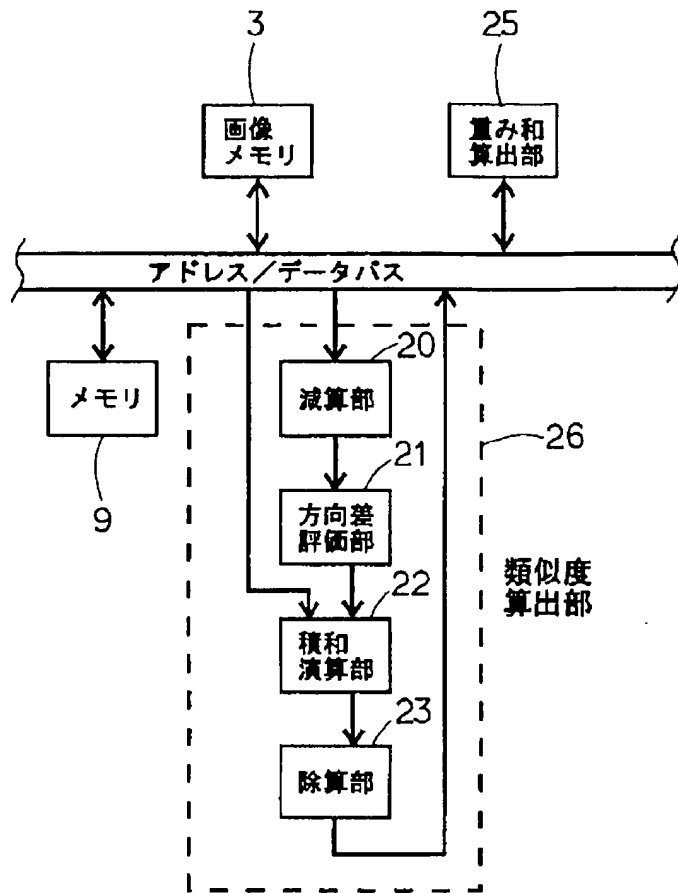 3
25
画像
メモリ
重み和
算出部
アドレス/データバス
20
メモリ
減算部
26
9
21
方向差
評価部
類似度
算出部
22
積和
演算部
23
除算部